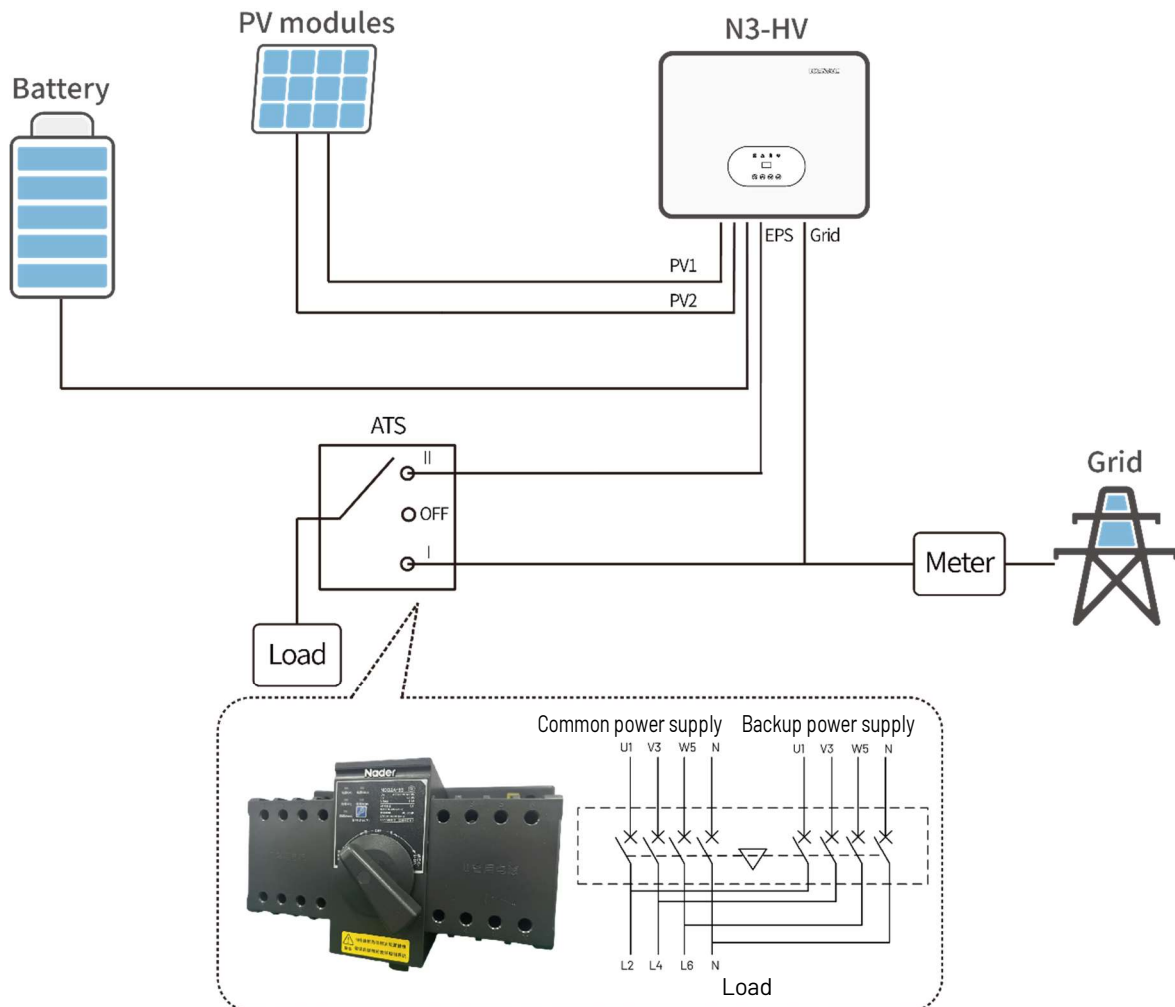 PV modules
N3-HV
Battery
EPS
Grid
PV1
PV2
ATS
II
OFF
I
Grid
Meter
Load
Common power supply
Backup power supply
U1 V3 W5 N
U1 V3 W5 N
Nader
L2 L4 L6 N
Load